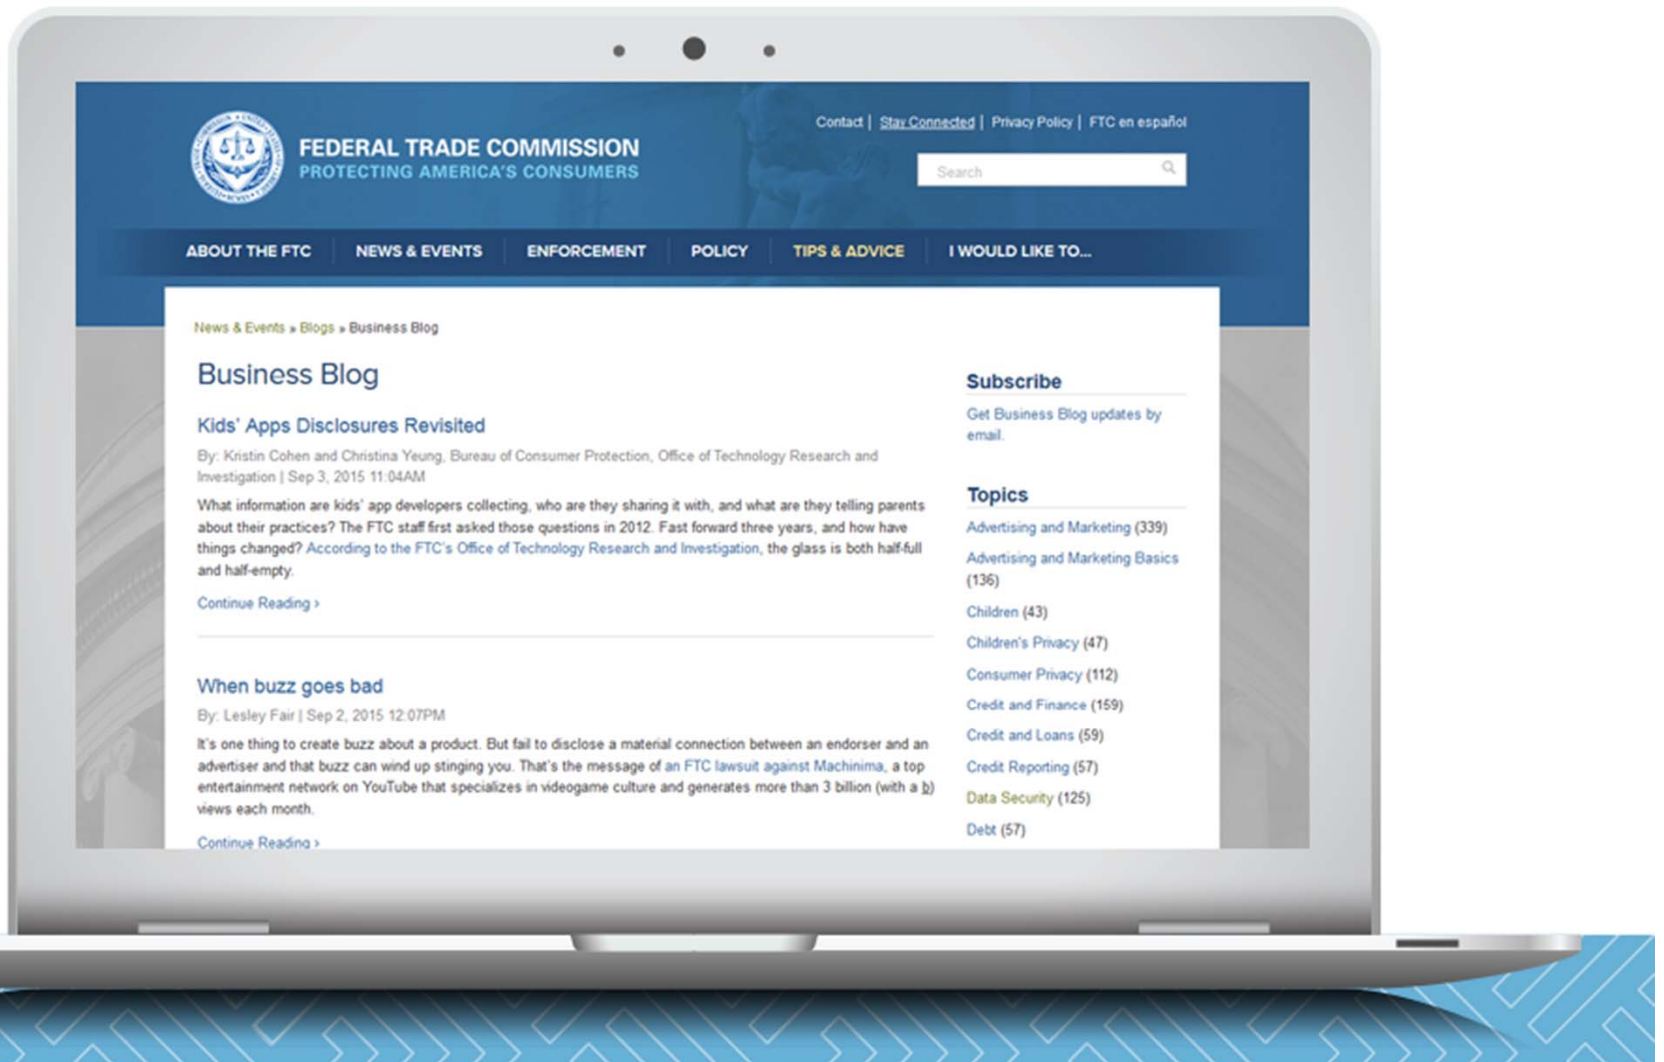 Contact | Stay Connected | Privacy Policy | FTC en español
FEDERAL TRADE COMMISSION
PROTECTING AMERICA'S CONSUMERS
Search
ABOUT THE FTC
NEWS & EVENTS
ENFORCEMENT
POLICY
TIPS & ADVICE
I WOULD LIKE TO...
News & Events » Blogs » Business Blog
Business Blog
Kids' Apps Disclosures Revisited
By: Kristin Cohen and Christina Yeung, Bureau of Consumer Protection, Office of Technology Research and
Investigation | Sep 3, 2015 11:04AM
What information are kids' app developers collecting, who are they sharing it with, and what are they telling parents
about their practices? The FTC staff first asked those questions in 2012. Fast forward three years, and how have
things changed? According to the FTC's Office of Technology Research and Investigation, the glass is both half-full
and half-empty.
Continue Reading ›
When buzz goes bad
By: Lesley Fair | Sep 2, 2015 12:07PM
It's one thing to create buzz about a product. But fail to disclose a material connection between an endorser and an
advertiser and that buzz can wind up stinging you. That's the message of an FTC lawsuit against Machinima, a top
entertainment network on YouTube that specializes in videogame culture and generates more than 3 billion (with a b)
views each month.
Continue Reading ›
Subscribe
Get Business Blog updates by
email.
Topics
Advertising and Marketing (339)
Advertising and Marketing Basics
(136)
Children (43)
Children's Privacy (47)
Consumer Privacy (112)
Credit and Finance (159)
Credit and Loans (59)
Credit Reporting (57)
Data Security (125)
Debt (57)